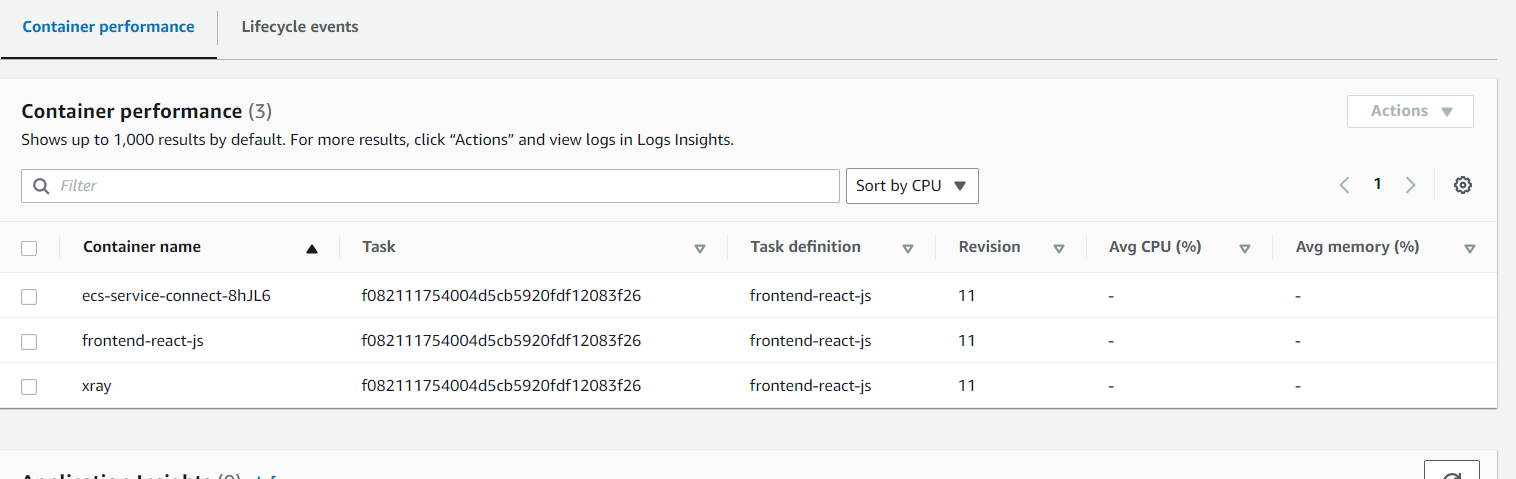 Container performance Lifecycle events
Container performance (3)
Actions
Shows up to 1,000 results by default. For more results, click “Actions” and view logs in Logs Insights.
Filter Sort by CPU 1
Container name Task Task definition Revision Avg CPU (%) Avg memory (%)
ecs-service-connect-8hJL6 f082111754004d5cb5920fdf12083f26 frontend-react-js 11 - -
frontend-react-js f082111754004d5cb5920fdf12083f26 frontend-react-js 11 - -
xray f082111754004d5cb5920fdf12083f26 frontend-react-js 11 - -
Application Insights (0)